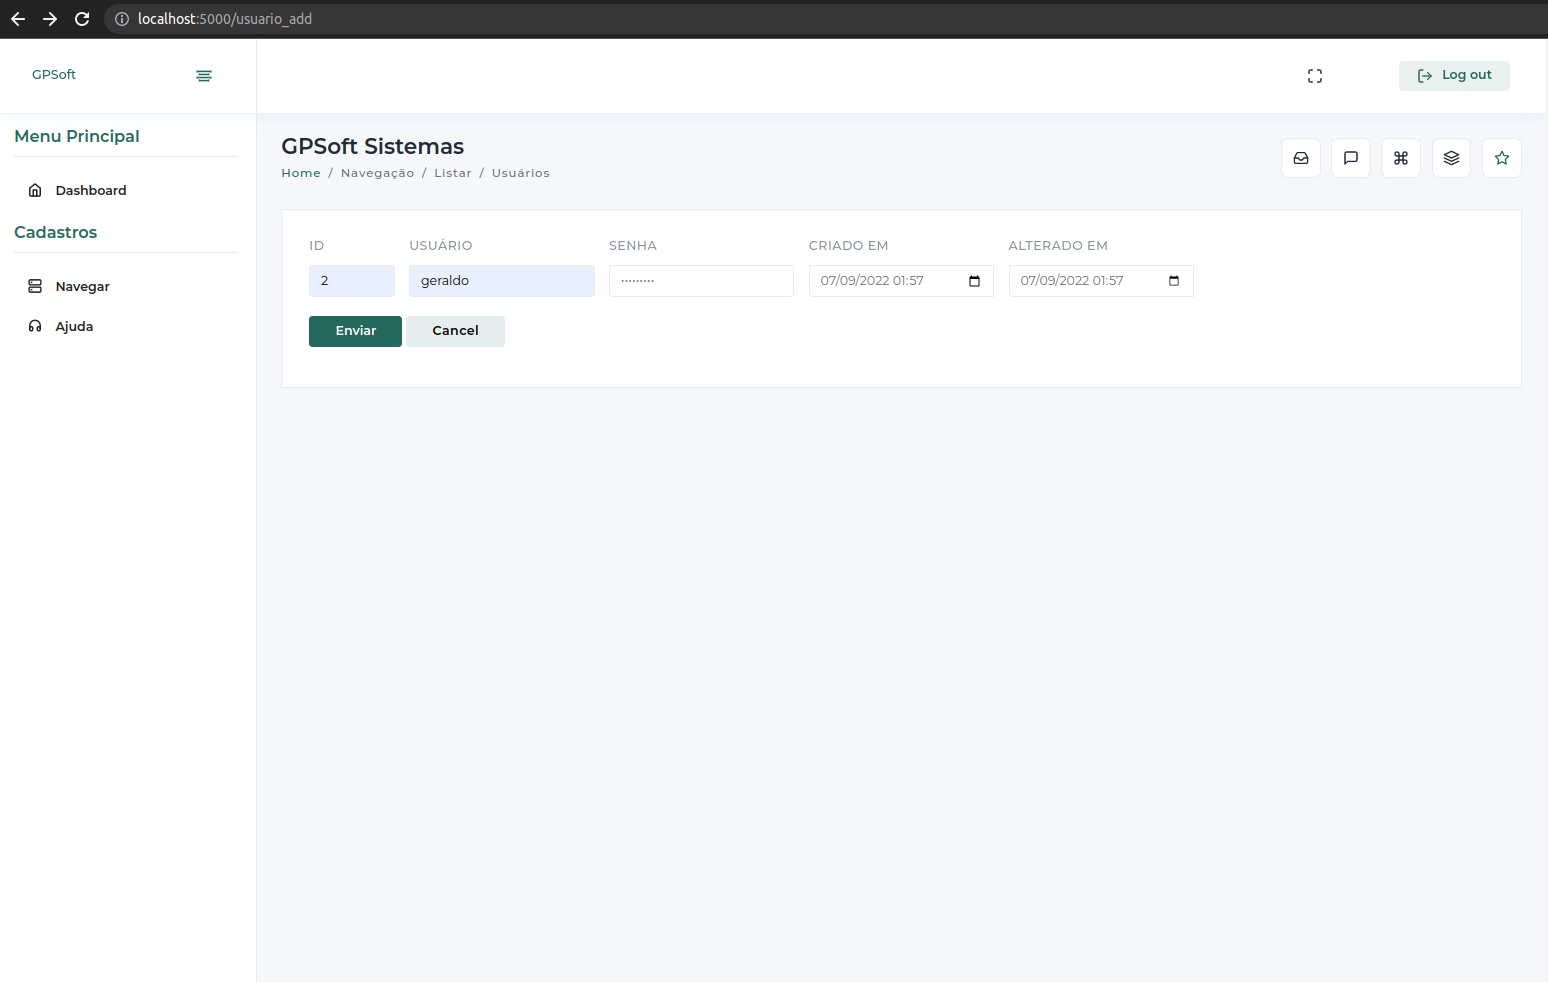 localhost:5000/usuario_add
GPSoft
Log out
Menu Principal
Dashboard
Cadastros
Navegar
Ajuda
GPSoft Sistemas
Home / Navegação / Listar / Usuários
ID USUÁRIO SENHA CRIADO EM ALTERADO EM
2 geraldo ········· 07/09/2022 01:57 07/09/2022 01:57
Enviar Cancel